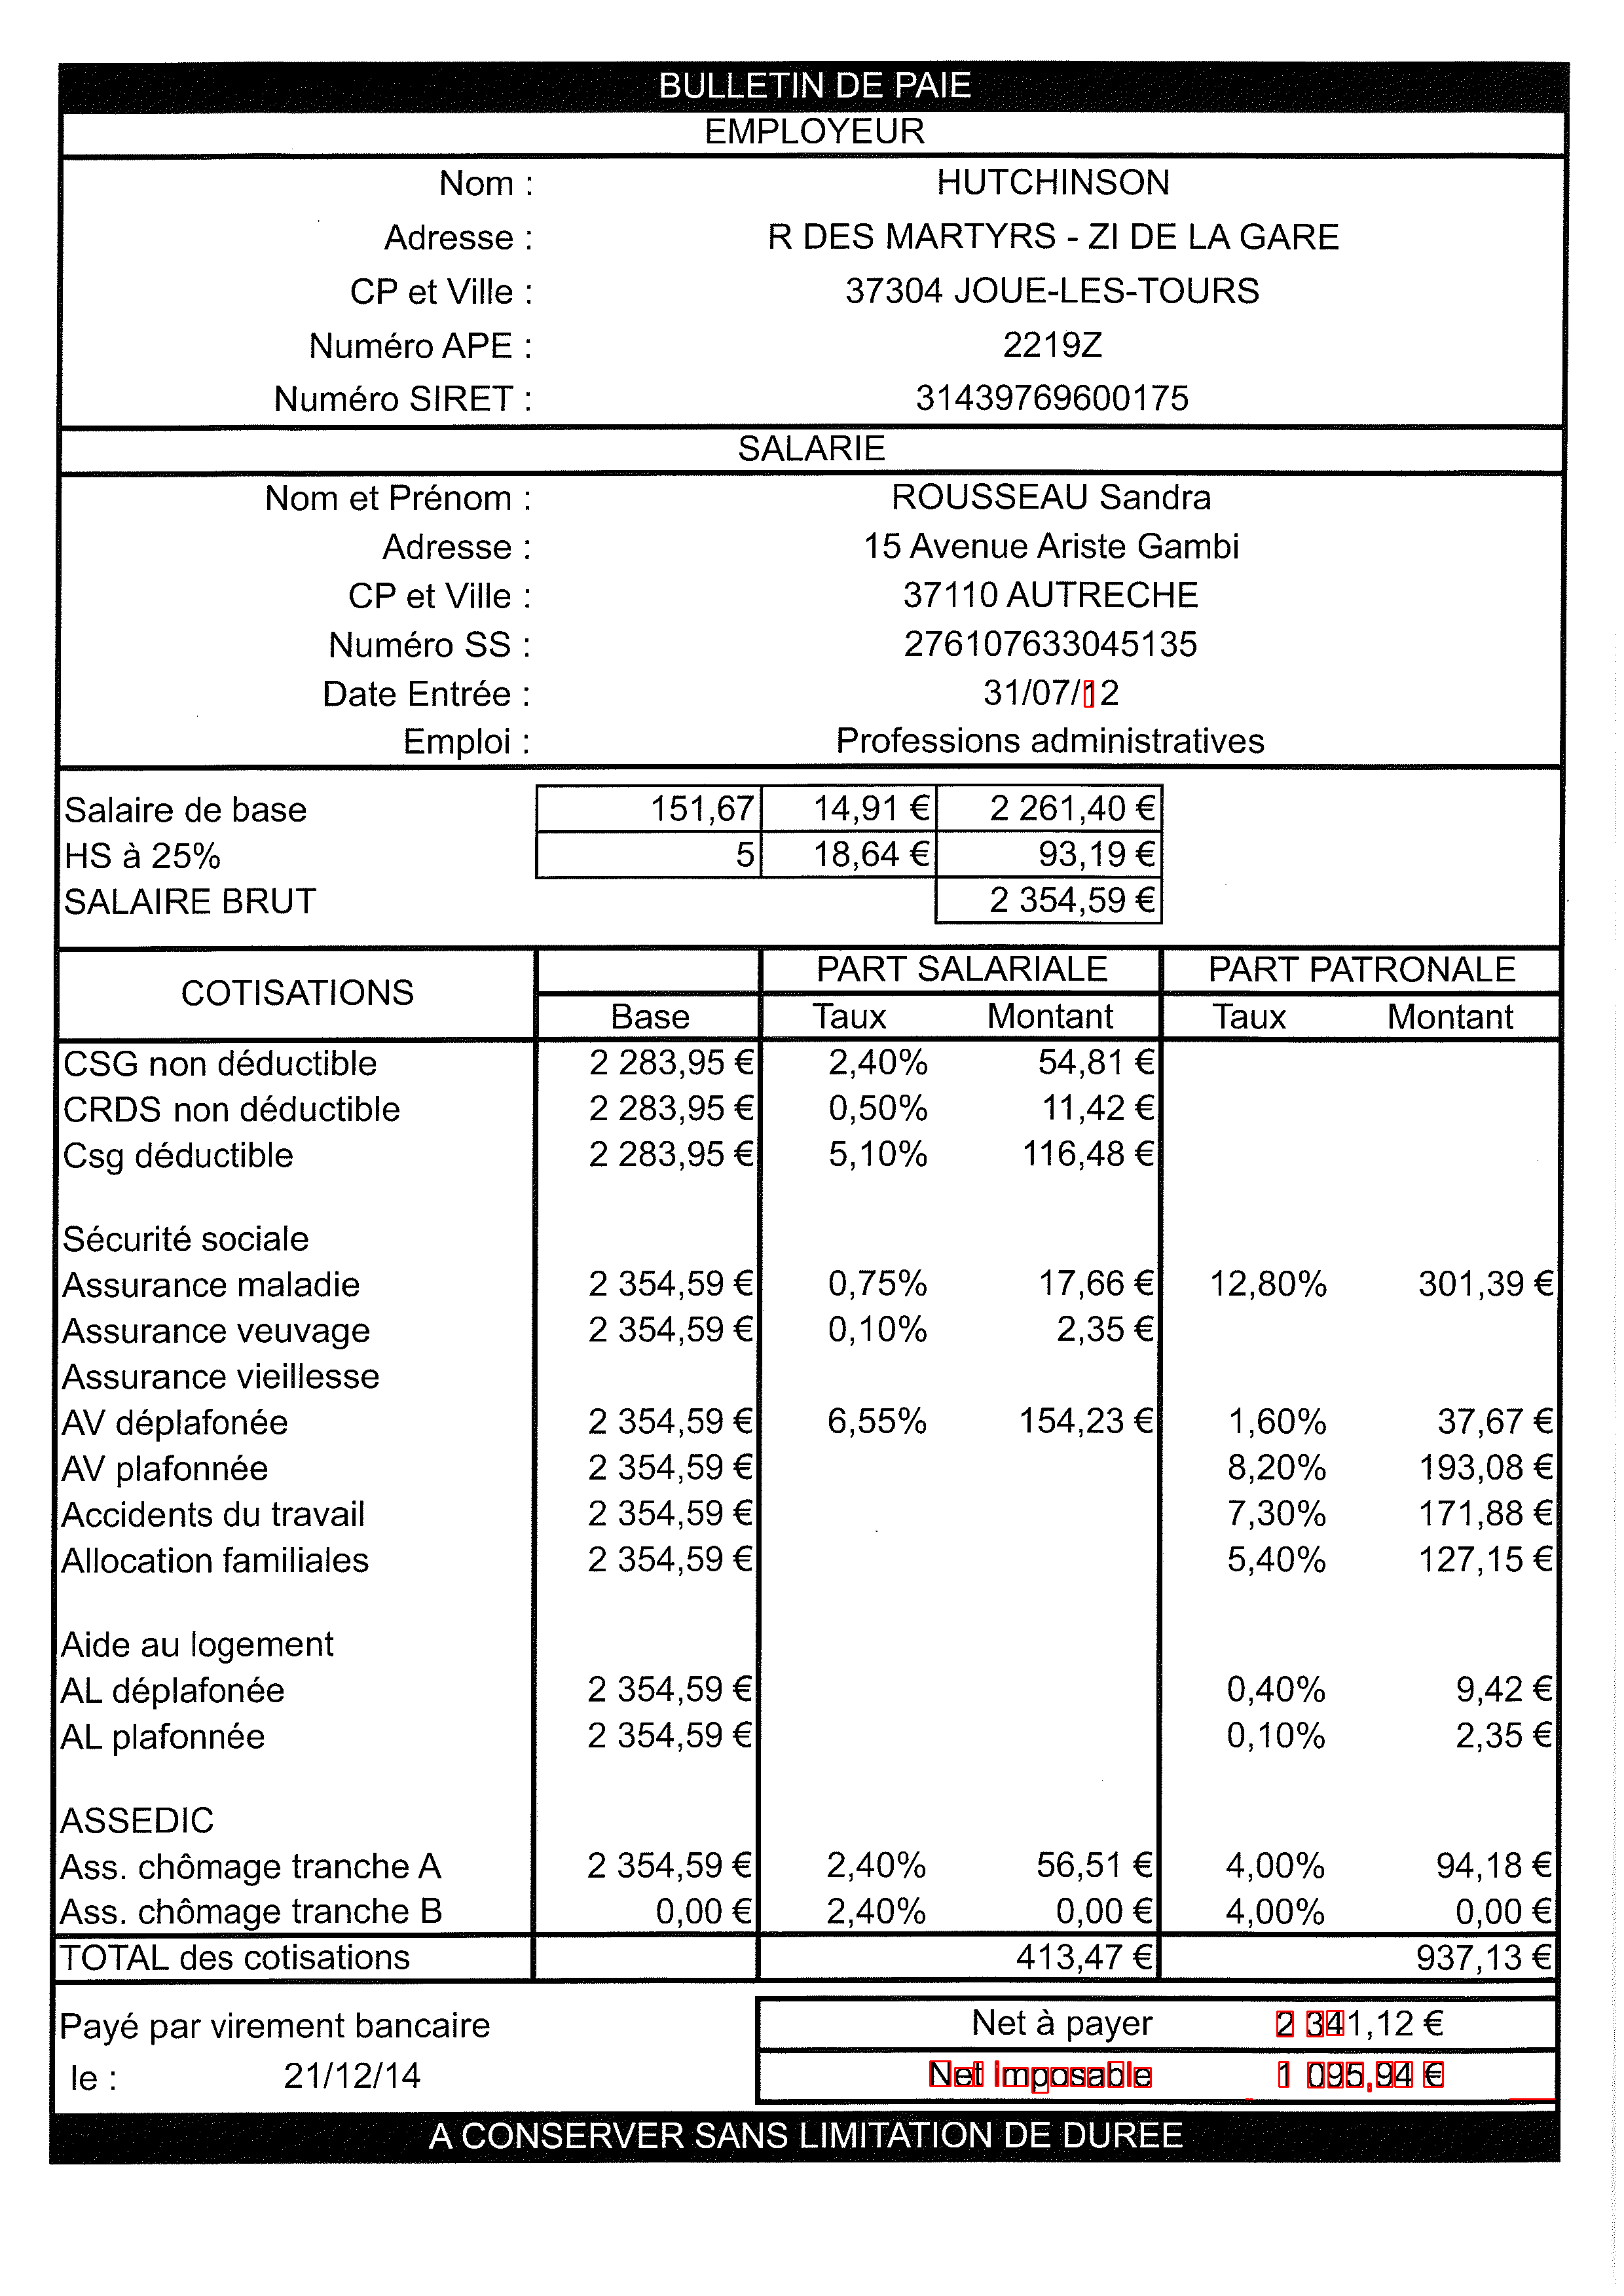 BULLETIN DE PAIE
EMPLOYEUR
Nom : HUTCHINSON
Adresse : R DES MARTYRS - ZI DE LA GARE
CP et Ville : 37304 JOUE-LES-TOURS
Numéro APE : 2219Z
Numéro SIRET : 31439769600175
SALARIE
Nom et Prénom : ROUSSEAU Sandra
Adresse : 15 Avenue Ariste Gambi
CP et Ville : 37110 AUTRECHE
Numéro SS : 276107633045135
Date Entrée : 31/07/12
Emploi : Professions administratives
Salaire de base 151,67 14,91 € 2 261,40 €
HS à 25% 5 18,64 € 93,19 €
SALAIRE BRUT 2 354,59 €
COTISATIONS PART SALARIALE PART PATRONALE
Base Taux Montant Taux Montant
CSG non déductible 2 283,95 € 2,40% 54,81 €
CRDS non déductible 2 283,95 € 0,50% 11,42 €
Csg déductible 2 283,95 € 5,10% 116,48 €
Sécurité sociale
Assurance maladie 2 354,59 € 0,75% 17,66 € 12,80% 301,39 €
Assurance veuvage 2 354,59 € 0,10% 2,35 €
Assurance vieillesse
AV déplafonée 2 354,59 € 6,55% 154,23 € 1,60% 37,67 €
AV plafonnée 2 354,59 € 8,20% 193,08 €
Accidents du travail 2 354,59 € 7,30% 171,88 €
Allocation familiales 2 354,59 € 5,40% 127,15 €
Aide au logement
AL déplafonée 2 354,59 € 0,40% 9,42 €
AL plafonnée 2 354,59 € 0,10% 2,35 €
ASSEDIC
Ass. chômage tranche A 2 354,59 € 2,40% 56,51 € 4,00% 94,18 €
Ass. chômage tranche B 0,00 € 2,40% 0,00 € 4,00% 0,00 €
TOTAL des cotisations 413,47 € 937,13 €
Payé par virement bancaire Net à payer 2 341,12 €
le : 21/12/14 Net imposable 1 095,94 €
A CONSERVER SANS LIMITATION DE DUREE